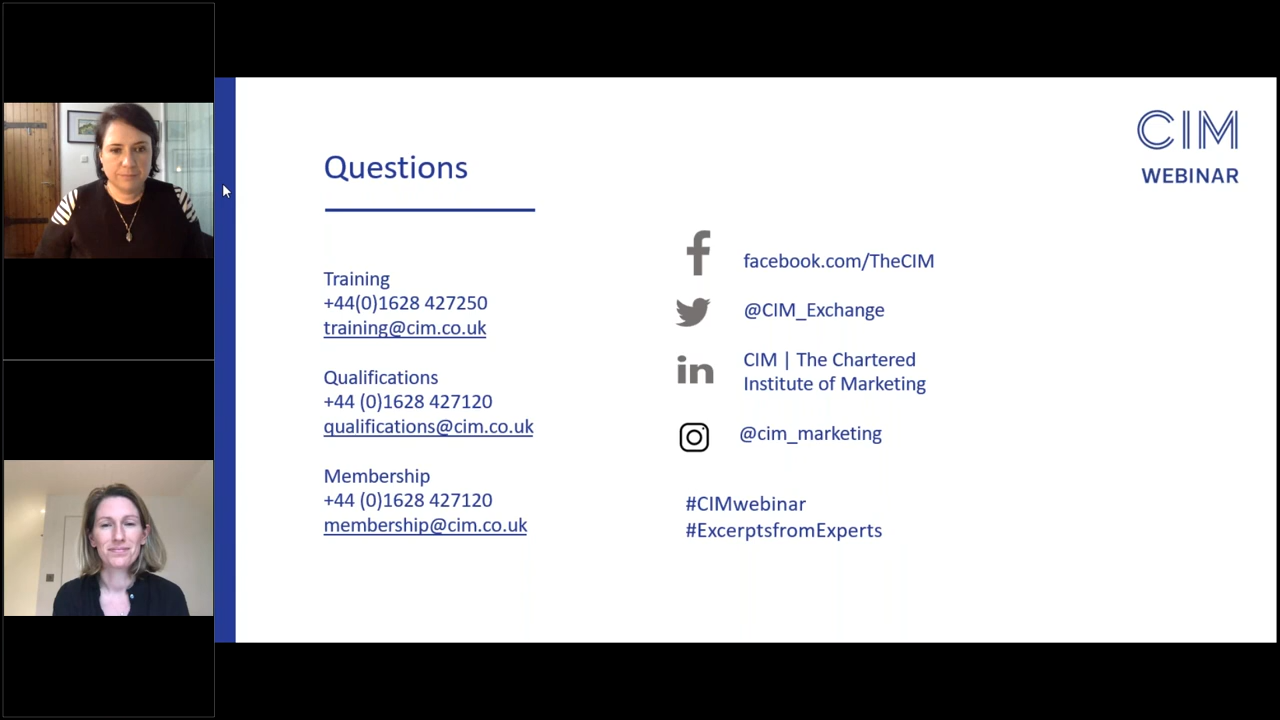 CIM
WEBINAR
Questions
Training
+44(0)1628 427250
training@cim.co.uk
Qualifications
+44 (0)1628 427120
qualifications@cim.co.uk
Membership
+44 (0)1628 427120
membership@cim.co.uk
facebook.com/TheCIM
@CIM_Exchange
CIM | The Chartered
Institute of Marketing
@cim_marketing
#CIMwebinar
#ExcerptsfromExperts